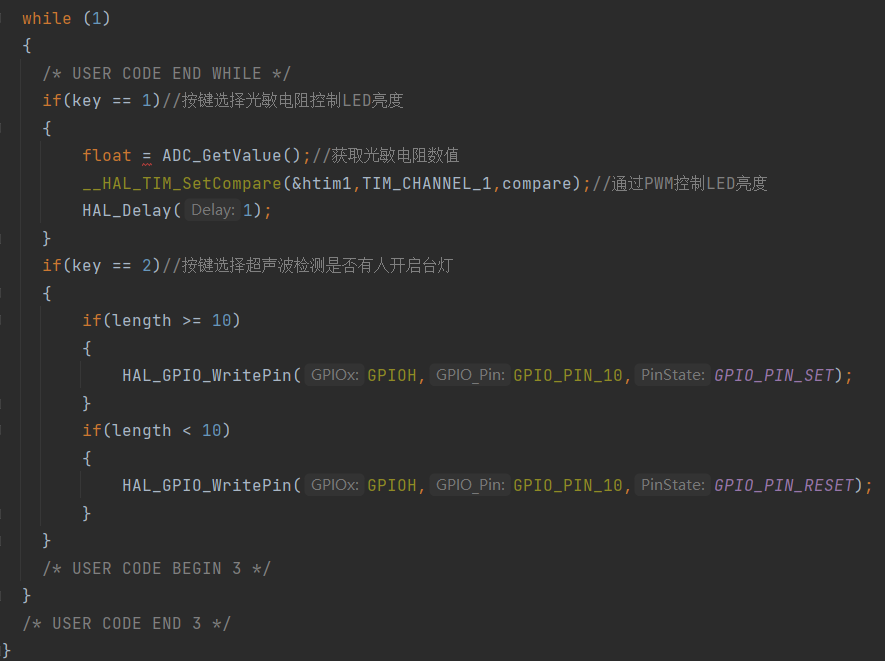 while (1)
{
/* USER CODE END WHILE */
if(key == 1)//按键选择光敏电阻控制LED亮度
{
float = ADC_GetValue();//获取光敏电阻数值
__HAL_TIM_SetCompare(&htim1,TIM_CHANNEL_1,compare);//通过PWM控制LED亮度
HAL_Delay( Delay: 1);
}
if(key == 2)//按键选择超声波检测是否有人开启台灯
{
if(length >= 10)
{
HAL_GPIO_WritePin( GPIOx: GPIOH, GPIO_Pin: GPIO_PIN_10, PinState: GPIO_PIN_SET);
}
if(length < 10)
{
HAL_GPIO_WritePin( GPIOx: GPIOH, GPIO_Pin: GPIO_PIN_10, PinState: GPIO_PIN_RESET);
}
}
/* USER CODE BEGIN 3 */
}
/* USER CODE END 3 */
}